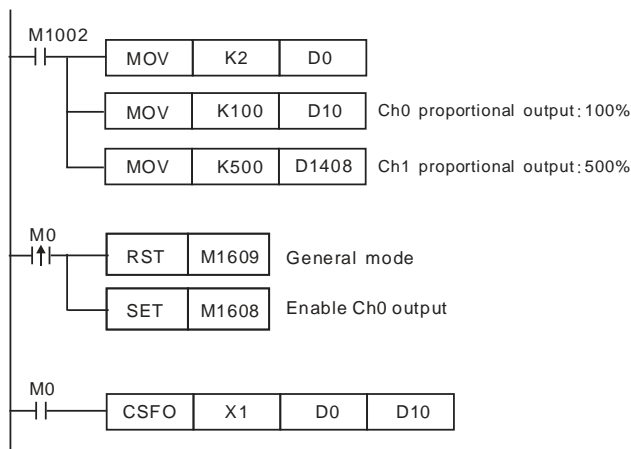 M1002
MOV K2 D0
MOV K100 D10 Ch0 proportional output: 100%
MOV K500 D1408 Ch1 proportional output: 500%
M0
RST M1609 General mode
SET M1608 Enable Ch0 output
M0
CSFO X1 D0 D10